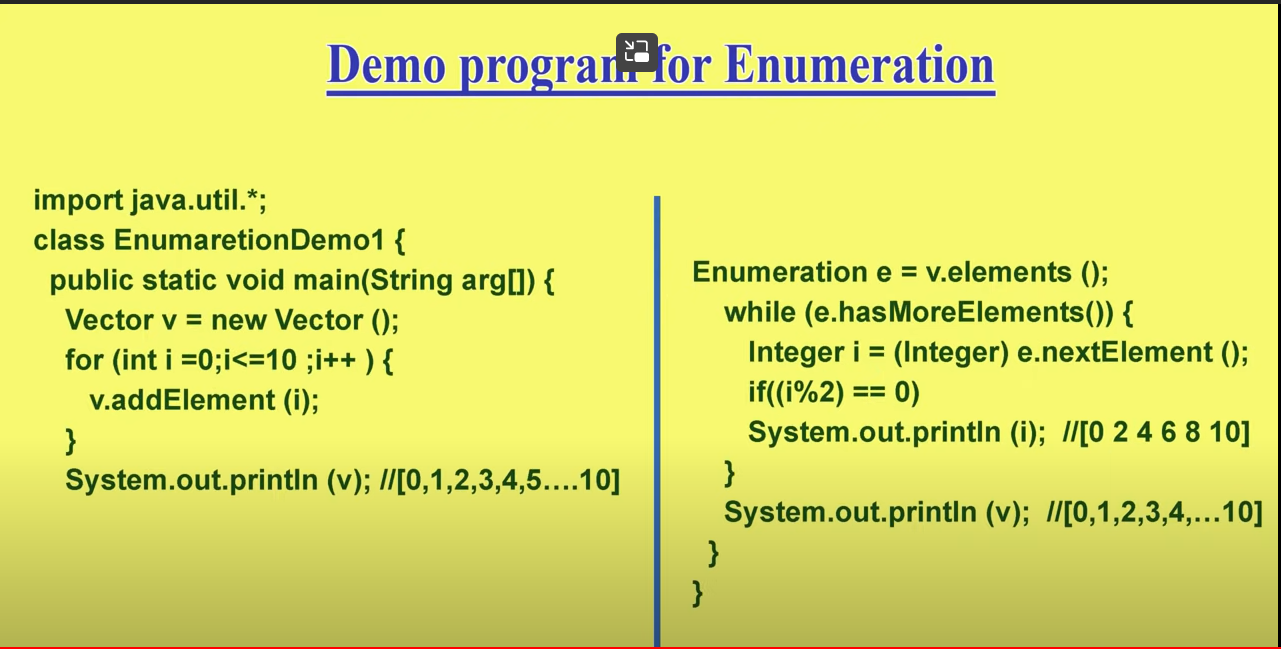 Demo program for Enumeration
import java.util.*;
class EnumaretionDemo1 {
public static void main(String arg[]) {
Vector v = new Vector ();
for (int i =0;i<=10 ;i++ ) {
v.addElement (i);
}
System.out.println (v); //[0,1,2,3,4,5....10]
Enumeration e = v.elements ();
while (e.hasMoreElements()) {
Integer i = (Integer) e.nextElement ();
if((i%2) == 0)
System.out.println (i);  //[0 2 4 6 8 10]
}
System.out.println (v);  //[0,1,2,3,4,...10]
}
}